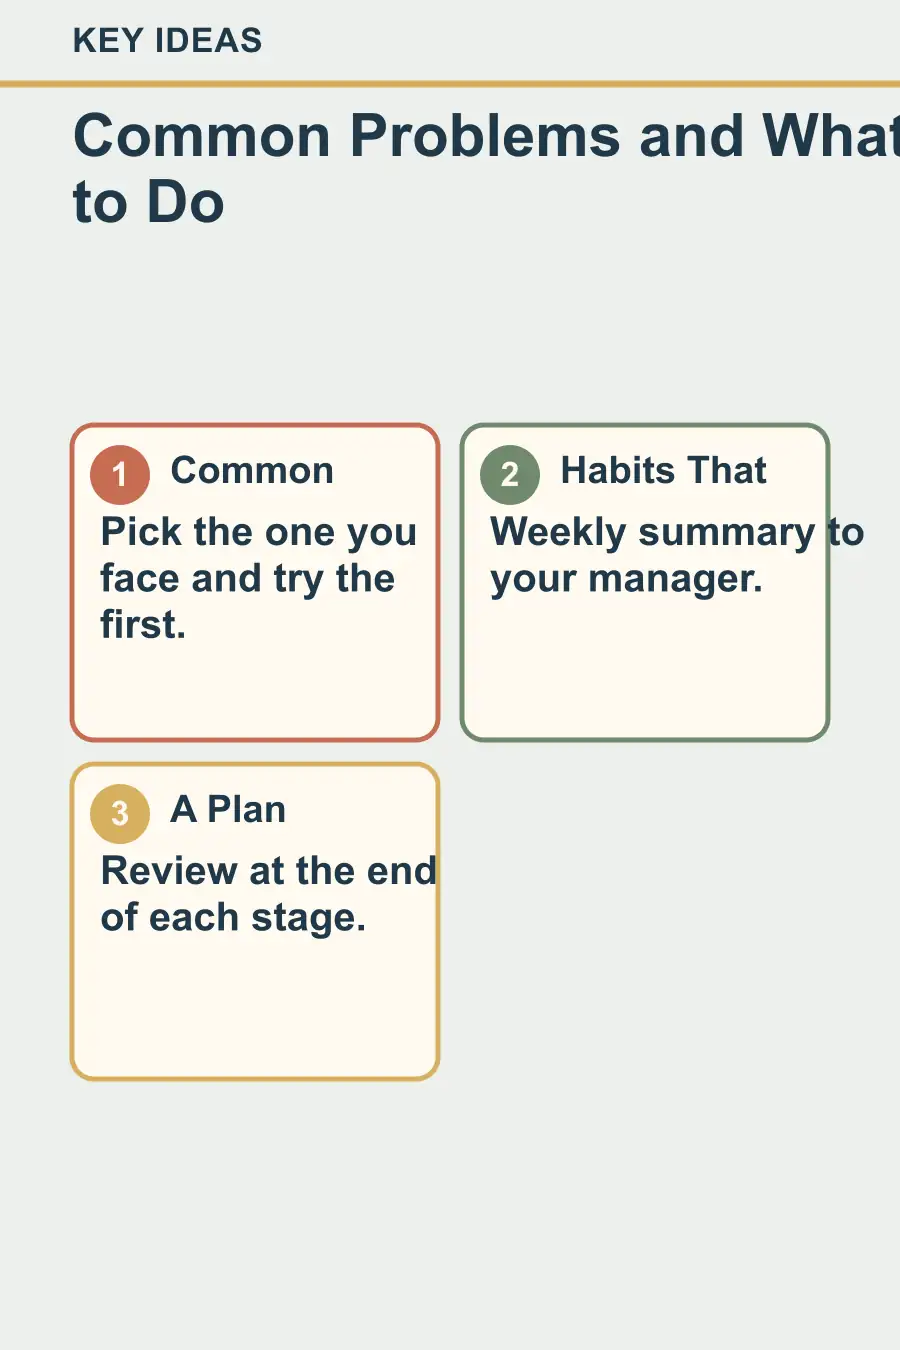 KEY IDEAS
Common Problems and What
to Do
1 Common
Pick the one you
face and try the
first.
2 Habits That
Weekly summary to
your manager.
3 A Plan
Review at the end
of each stage.